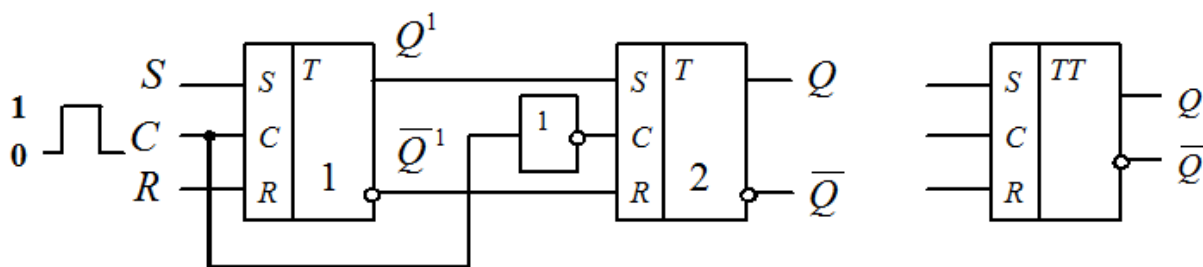 Q¹ 
S S T S T Q S TT Q
1 1
0 C C Q̅¹ C C
R R 1 R 2 Q̅ R Q̅